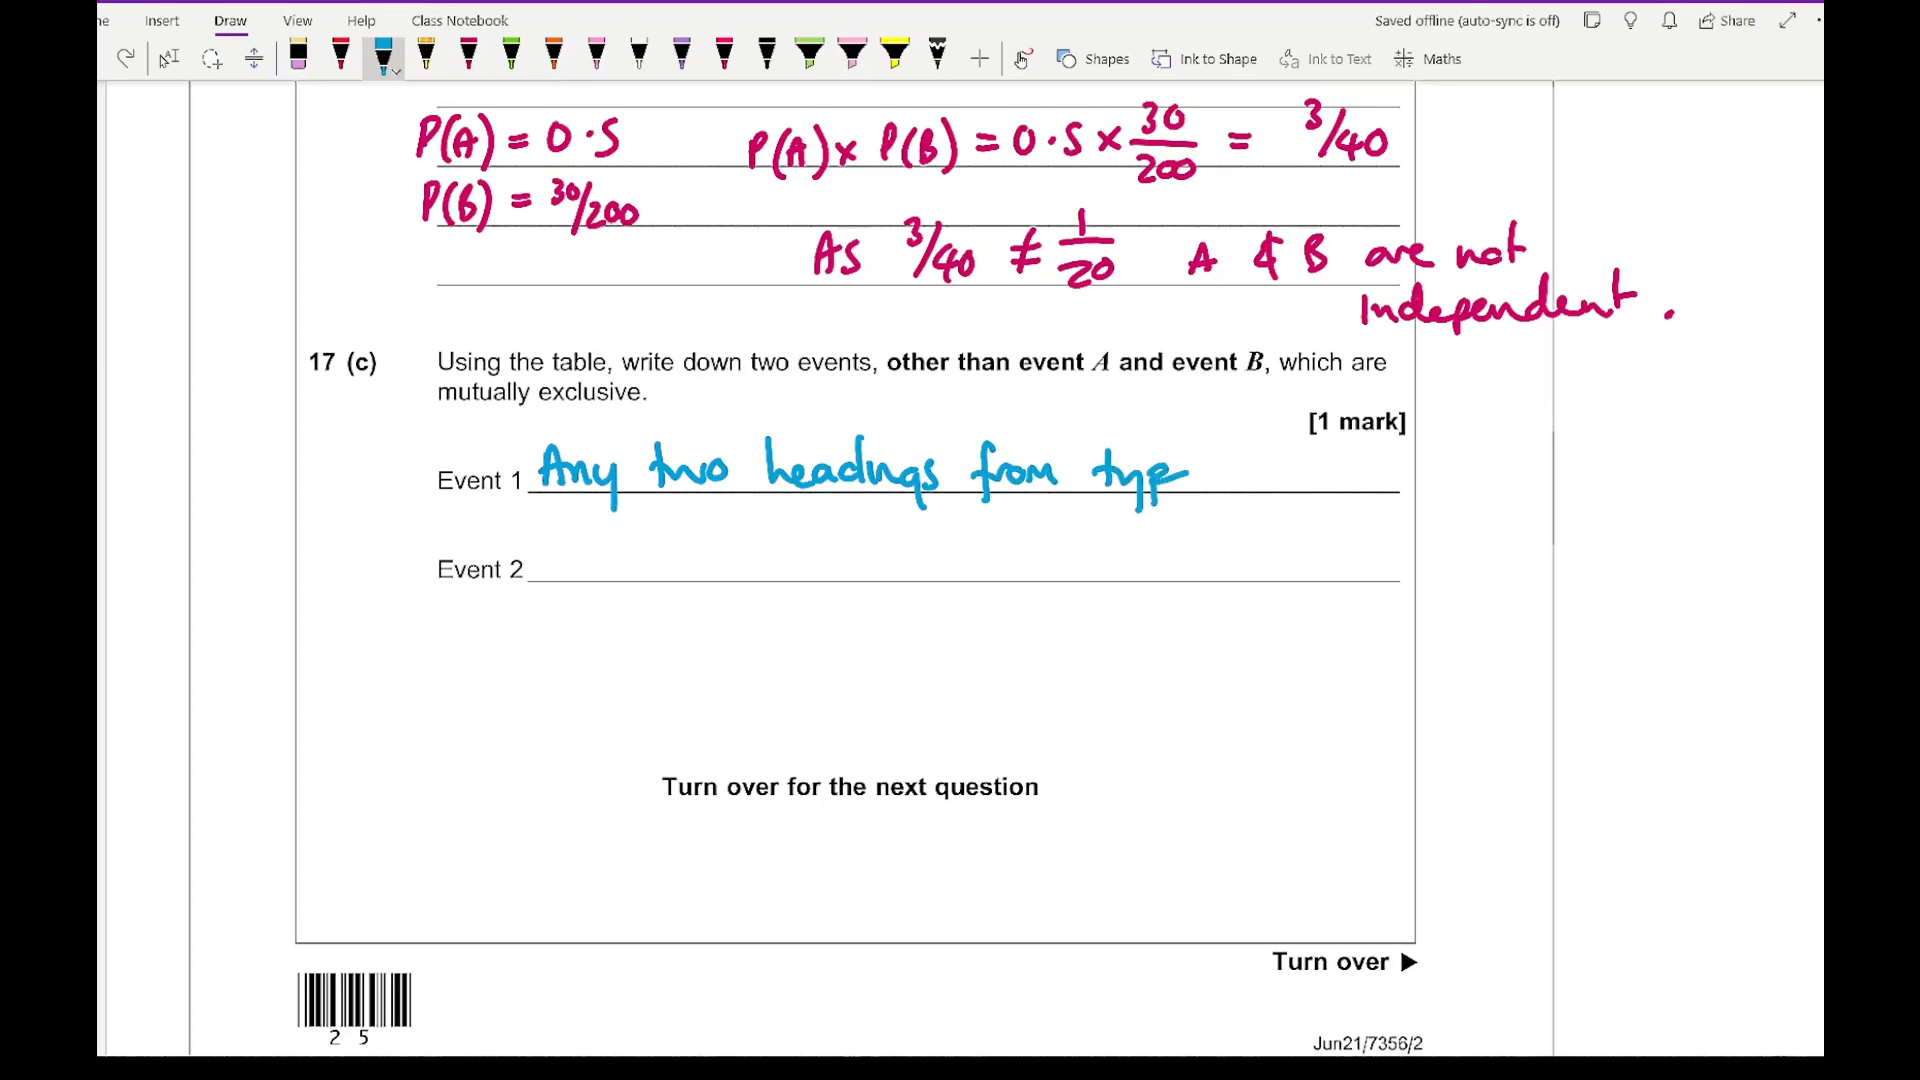 Insert Draw View Help Class Notebook Saved offline (auto-sync is off) Share
Shapes Ink to Shape Ink to Text Maths
P(A) = 0.5 P(A) x P(B) = 0.5 x 30/200 = 3/40
P(B) = 30/200
As 3/40 ≠ 1/20 A & B are not
Independent.
17 (c) Using the table, write down two events, other than event A and event B, which are
mutually exclusive.
[1 mark]
Event 1 Any two headings from type
Event 2
Turn over for the next question
Turn over ►
2 5
Jun21/7356/2